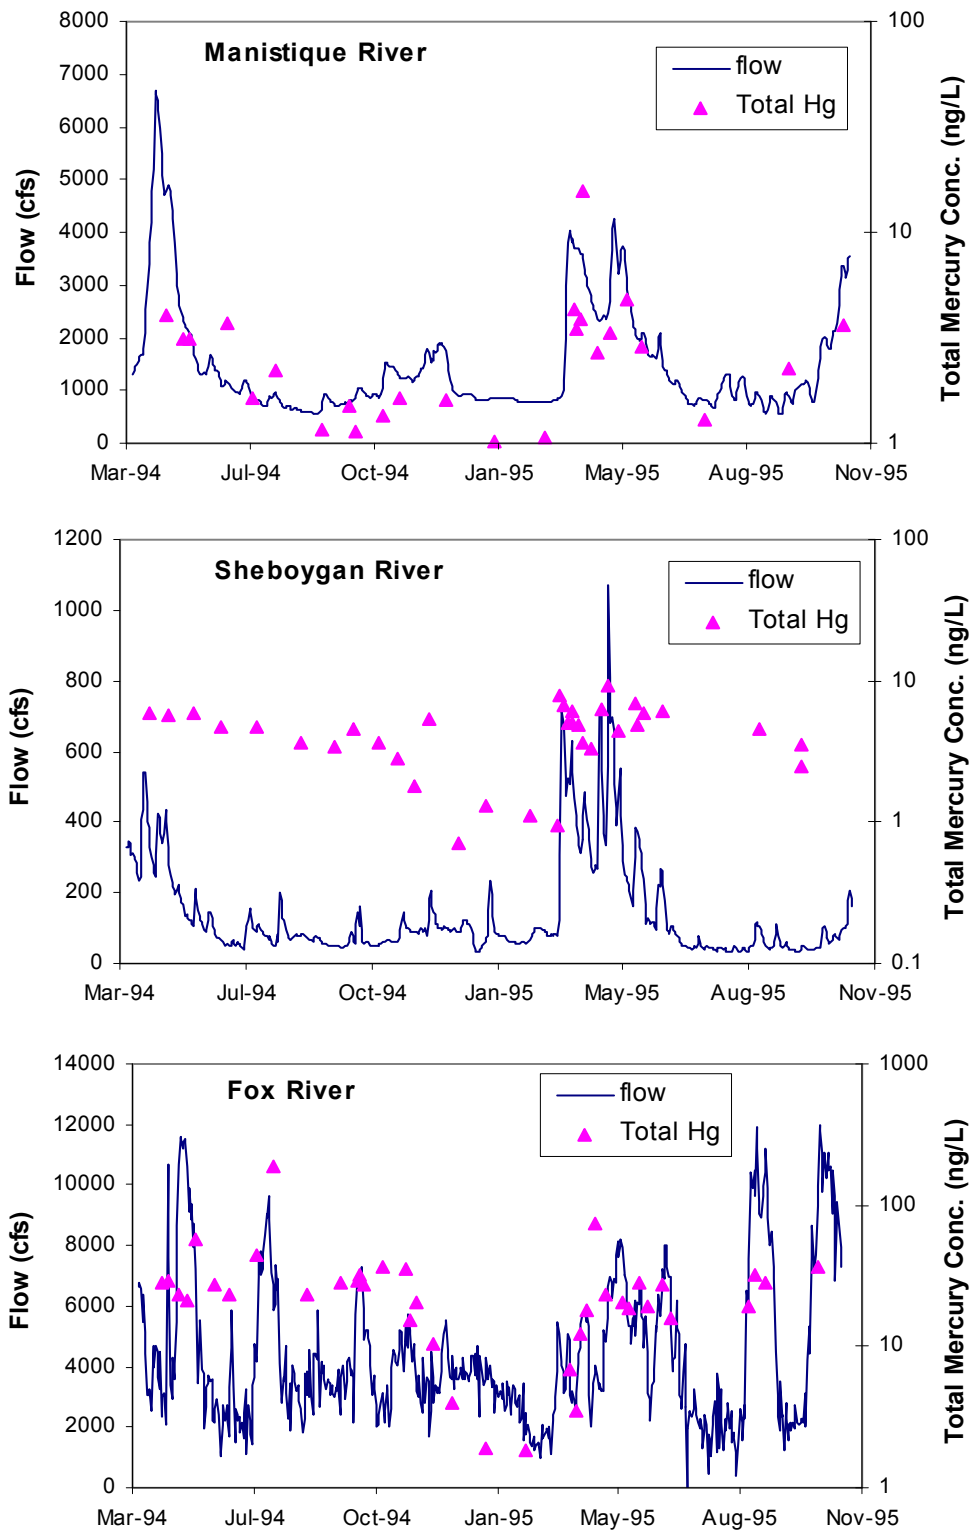 Manistique River
flow
Total Hg
Flow (cfs)
8000
7000
6000
5000
4000
3000
2000
1000
0
Total Mercury Conc. (ng/L)
100
10
1
Mar-94 Jul-94 Oct-94 Jan-95 May-95 Aug-95 Nov-95
Sheboygan River
flow
Total Hg
Flow (cfs)
1200
1000
800
600
400
200
0
Total Mercury Conc. (ng/L)
100
10
1
0.1
Mar-94 Jul-94 Oct-94 Jan-95 May-95 Aug-95 Nov-95
Fox River
flow
Total Hg
Flow (cfs)
14000
12000
10000
8000
6000
4000
2000
0
Total Mercury Conc. (ng/L)
1000
100
10
1
Mar-94 Jul-94 Oct-94 Jan-95 May-95 Aug-95 Nov-95